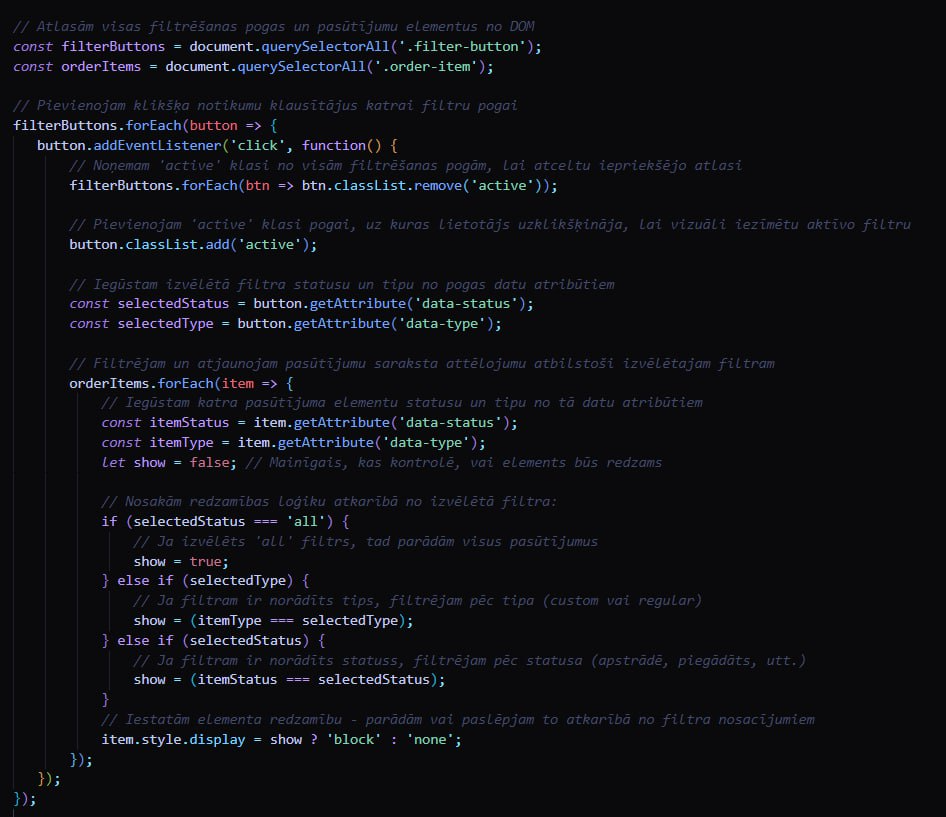 // Atlasām visas filtrēšanas pogas un pasūtījumu elementus no DOM
const filterButtons = document.querySelectorAll('.filter-button');
const orderItems = document.querySelectorAll('.order-item');

// Pievienojam klikšķa notikumu klausītājus katrai filtru pogai
filterButtons.forEach(button => {
   button.addEventListener('click', function() {
       // Noņemam 'active' klasi no visām filtrēšanas pogām, lai atceltu iepriekšējo atlasi
       filterButtons.forEach(btn => btn.classList.remove('active'));

       // Pievienojam 'active' klasi pogai, uz kuras lietotājs uzklikšķināja, lai vizuāli iezīmētu aktīvo filtru
       button.classList.add('active');

       // Iegūstam izvēlētā filtra statusu un tipu no pogas datu atribūtiem
       const selectedStatus = button.getAttribute('data-status');
       const selectedType = button.getAttribute('data-type');

       // Filtrējam un atjaunojam pasūtījumu saraksta attēlojumu atbilstoši izvēlētajam filtram
       orderItems.forEach(item => {
           // Iegūstam katra pasūtījuma elementu statusu un tipu no tā datu atribūtiem
           const itemStatus = item.getAttribute('data-status');
           const itemType = item.getAttribute('data-type');
           let show = false; // Mainīgais, kas kontrolē, vai elements būs redzams

           // Nosakām redzamības loģiku atkarībā no izvēlētā filtra:
           if (selectedStatus === 'all') {
               // Ja izvēlēts 'all' filtrs, tad parādām visus pasūtījumus
               show = true;
           } else if (selectedType) {
               // Ja filtram ir norādīts tips, filtrējam pēc tipa (custom vai regular)
               show = (itemType === selectedType);
           } else if (selectedStatus) {
               // Ja filtram ir norādīts statuss, filtrējam pēc statusa (apstrādē, piegādāts, utt.)
               show = (itemStatus === selectedStatus);
           }
           // Iestatām elementa redzamību - parādām vai paslēpjam to atkarībā no filtra nosacījumiem
           item.style.display = show ? 'block' : 'none';
       });
   });
});